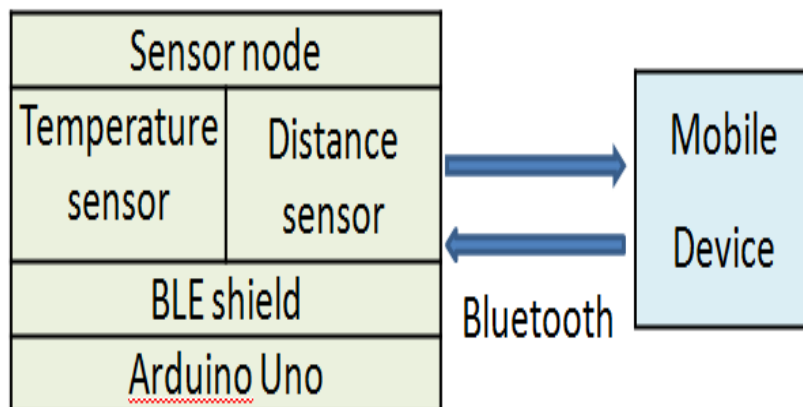 Sensor node
Temperature
sensor
Distance
sensor
BLE shield
Arduino Uno
Bluetooth
Mobile
Device